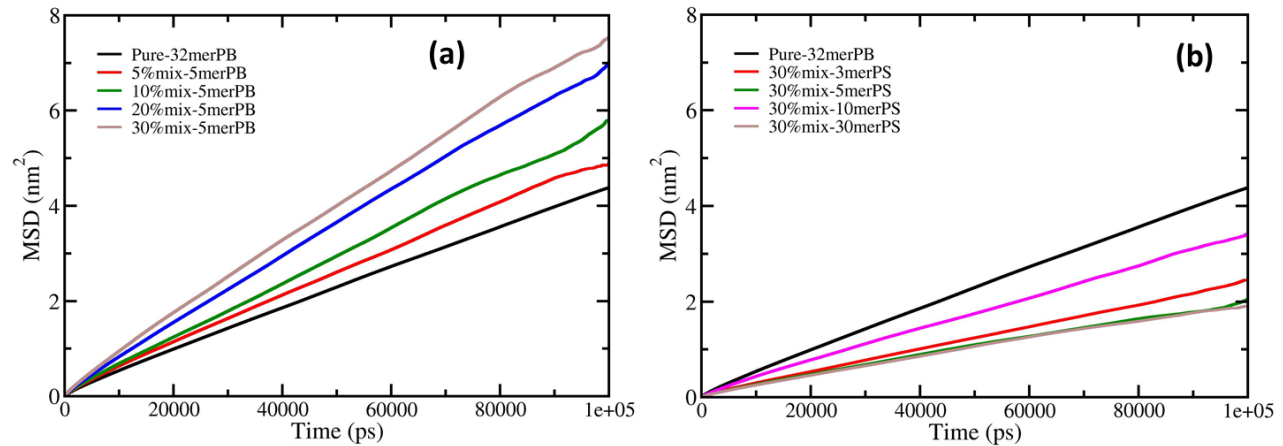 (a)
Pure-32merPB
5%mix-5merPB
10%mix-5merPB
20%mix-5merPB
30%mix-5merPB
MSD (nm²)
8
6
4
2
0
0 20000 40000 60000 80000 1e+05
Time (ps)
(b)
Pure-32merPB
30%mix-3merPS
30%mix-5merPS
30%mix-10merPS
30%mix-30merPS
MSD (nm²)
8
6
4
2
0
0 20000 40000 60000 80000 1e+05
Time (ps)